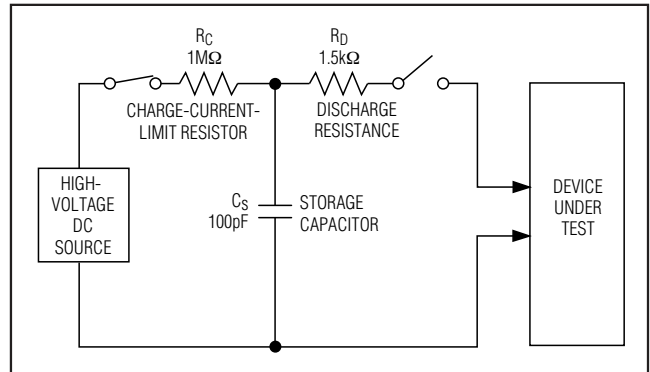 RC
1MΩ
CHARGE-CURRENT-
LIMIT RESISTOR
RD
1.5kΩ
DISCHARGE
RESISTANCE
HIGH-
VOLTAGE
DC
SOURCE
CS
100pF
STORAGE
CAPACITOR
DEVICE
UNDER
TEST